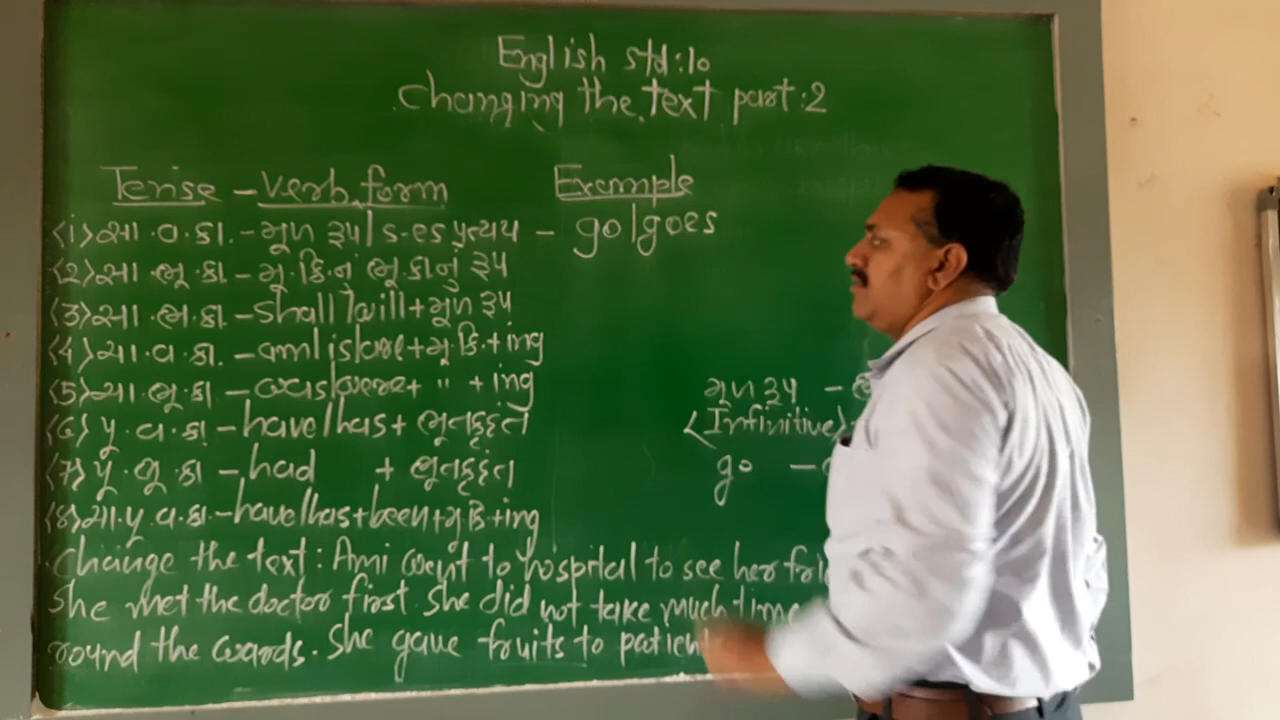 English std:10
Changing the text part:2
Tense - Verb form Example
<1> સા.વ.કા. - મૂળ રૂપ/s-es પ્રત્યય - go/goes
<2> સા.ભૂ.કા - મૂ.ક્રિ.નું ભૂ.કાનું રૂપ
<3> સા.ભ.કા - shall/will+મૂળ રૂપ
<4> ચા.વ.કા. - am/is/are+મૂ.ક્રિ.+ing
<5> ચા.ભૂ.કા - was/were+ " +ing
<6> પૂ.વ.કા - have/has+ ભૂતકૃદંત
<7> પૂ.ભૂ.કા - had + ભૂતકૃદંત
<8> ચા.પૂ.વ.કા. - have/has+been+મૂ.ક્રિ+ing
મૂળ રૂપ -
<Infinitive>
go -
Change the text: Ami went to hospital to see her
She met the doctor first. She did not take much time
round the wards. She gave fruits to